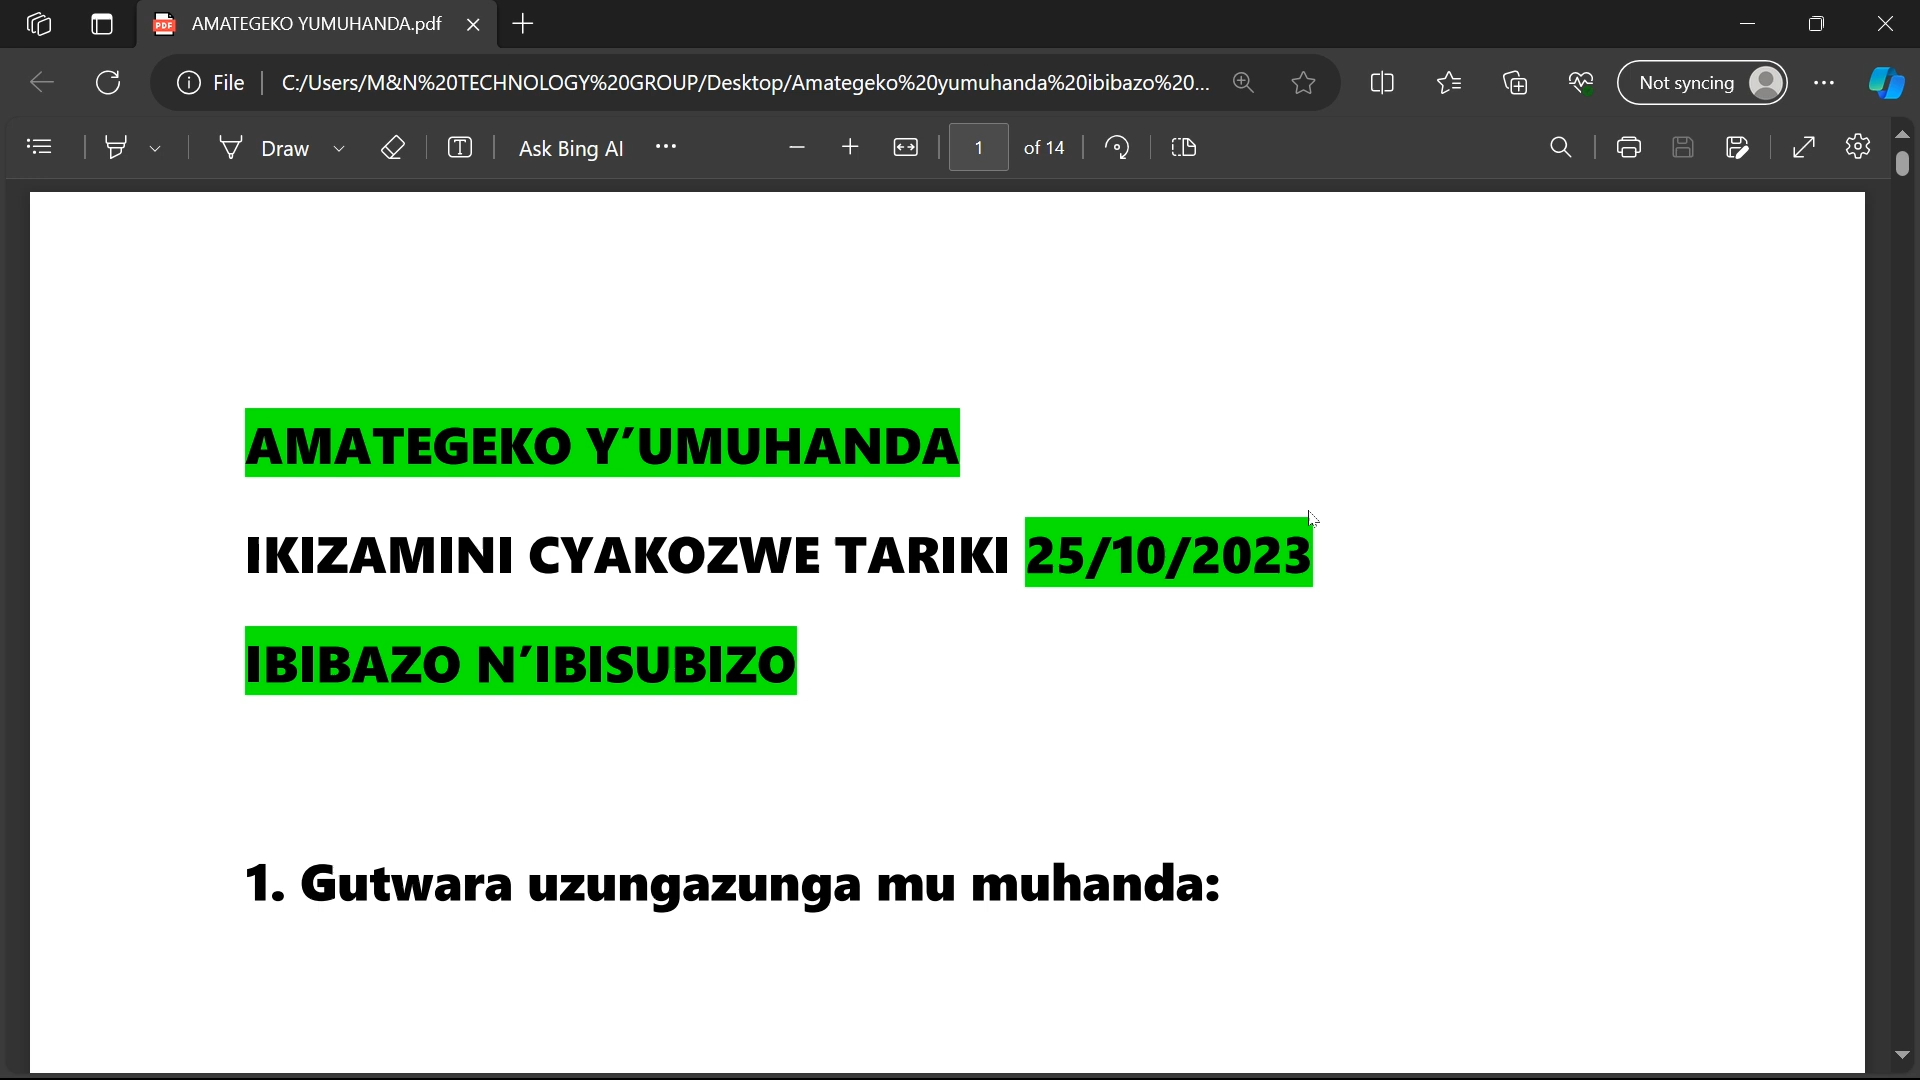 AMATEGEKO YUMUHANDA.pdf
File
C:/Users/M&N%20TECHNOLOGY%20GROUP/Desktop/Amategeko%20yumuhanda%20ibibazo%20...
Not syncing
Draw
Ask Bing AI
1 of 14
AMATEGEKO Y’UMUHANDA
IKIZAMINI CYAKOZWE TARIKI 25/10/2023
IBIBAZO N’IBISUBIZO
1. Gutwara uzungazunga mu muhanda: